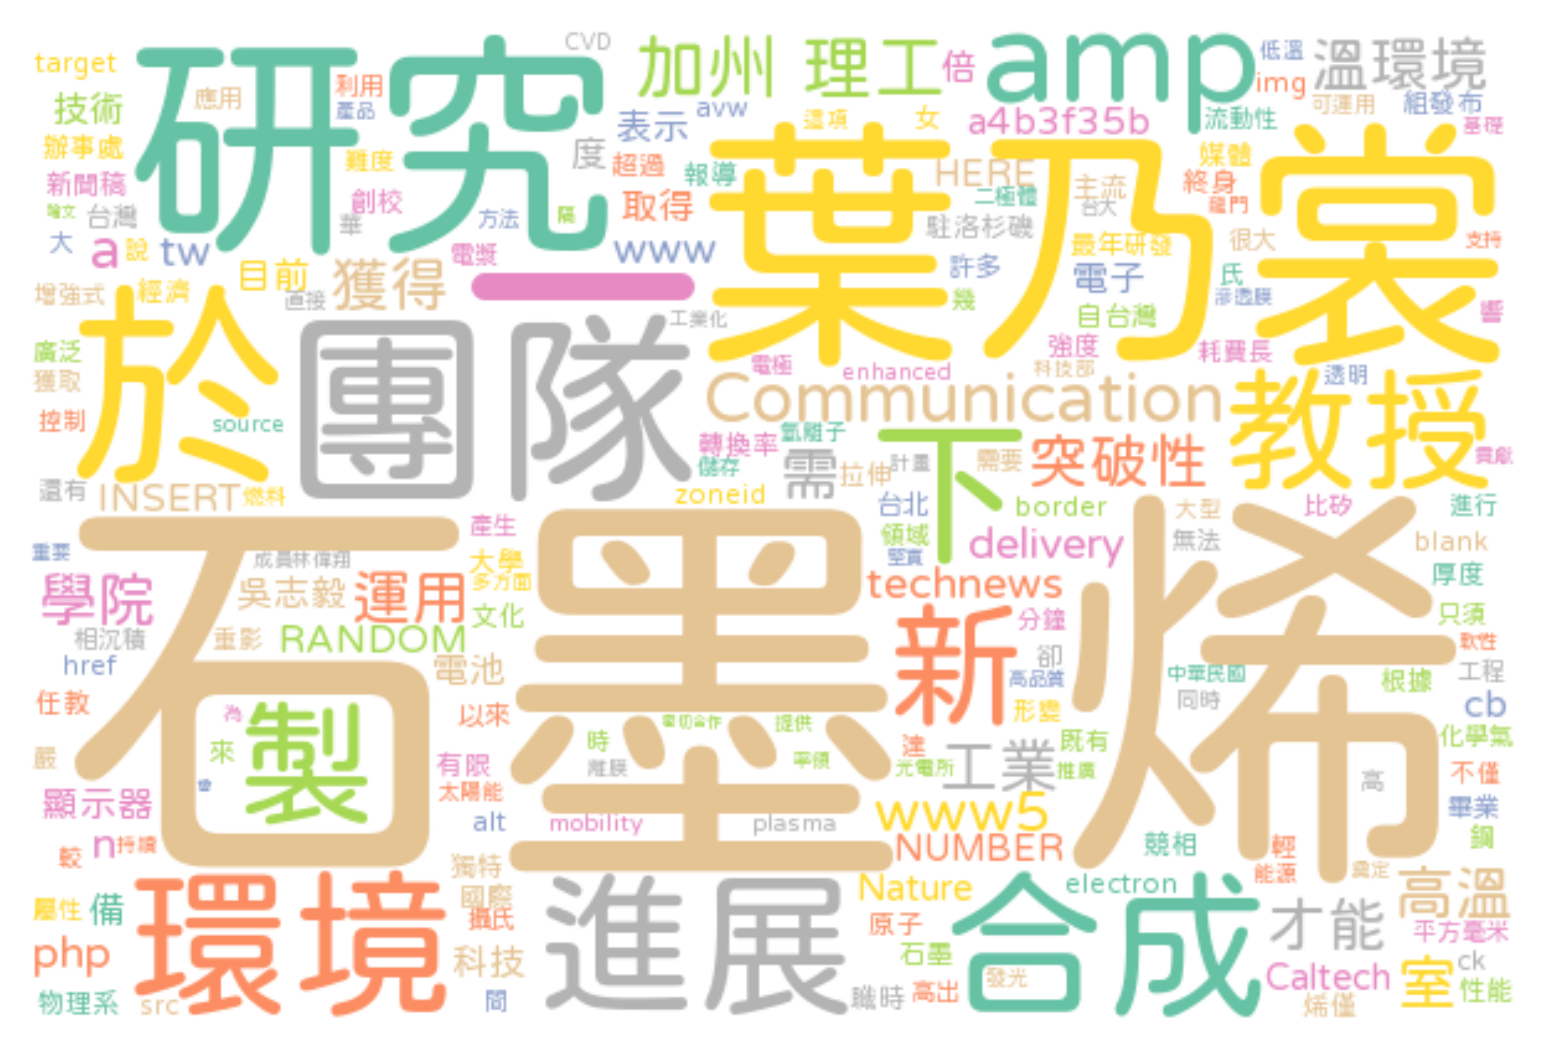 target
研究
CVD
加州 理工
倍
amp
低溫
溫環境
img
利用
應用
產品
技術
avw
表示
這項
女
a4b3f35b
流動性
可運用
組發布
基礎
辦事處
難度
度
超過
報導
葉乃裳
HERE
主流
媒體
終身
新聞稿
創校
取得
二極體
台大
龍門
論文
台灣
華
方法
隔
駐洛杉磯
最年研發
很大
支持
大
a
說
tw
電漿
www
目前
獲得
一
許多
電子
氏
滲透膜
增強式
經濟
直接
幾
自台灣
響
於
團隊
工業化
廣泛
強度
耗費長
獲取
電極
enhanced
科技部
透明
Communication
教授
控制
source
轉換率
氫離子
下
突破性
貢獻
儲存
需
拉伸
計畫
需要
還有
INSERT
燃料
zoneid
台北
border
大型
比矽
進行
石墨烯
產生
領域
delivery
無法
blank
重要
成員林偉翔
大學
堅實
多方面
technews
厚度
學院
吳志毅
運用
文化
新
分鐘
只須
相沉積
重影
RANDOM
卻
軟性
href
電池
高品質
中華民國
根據
工程
同時
任教
製
為
以來
密切合作
提供
形變
cb
來
時
達
既有
化學氣
嚴
有限
離膜
率領
光電所
工業
推廣
高
不僅
顯示器
太陽能
www5
畢業
alt
mobility
plasma
鋼
較
n
持續
NUMBER
競相
輕
獨特
能源
奠定
環境
進展
Nature
electron
合成
高溫
屬性
備
國際
攝氏
原子
才能
平方毫米
php
科技
石墨
Caltech
室
ck
物理系
src
間
職時
高出
發光
烯僅
性能